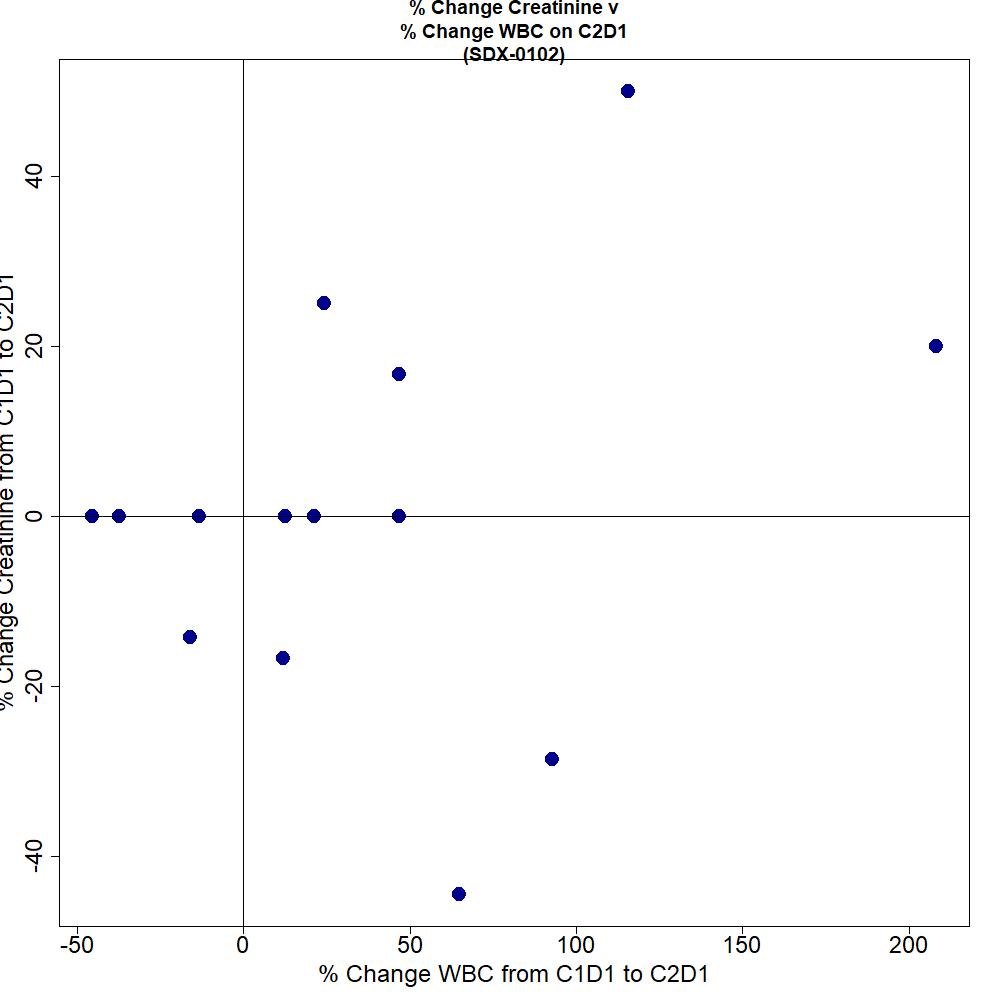 % Change Creatinine v
% Change WBC on C2D1
(SDX-0102)
% Change Creatinine from C1D1 to C2D1
40
20
0
-20
-40
-50 0 50 100 150 200
% Change WBC from C1D1 to C2D1